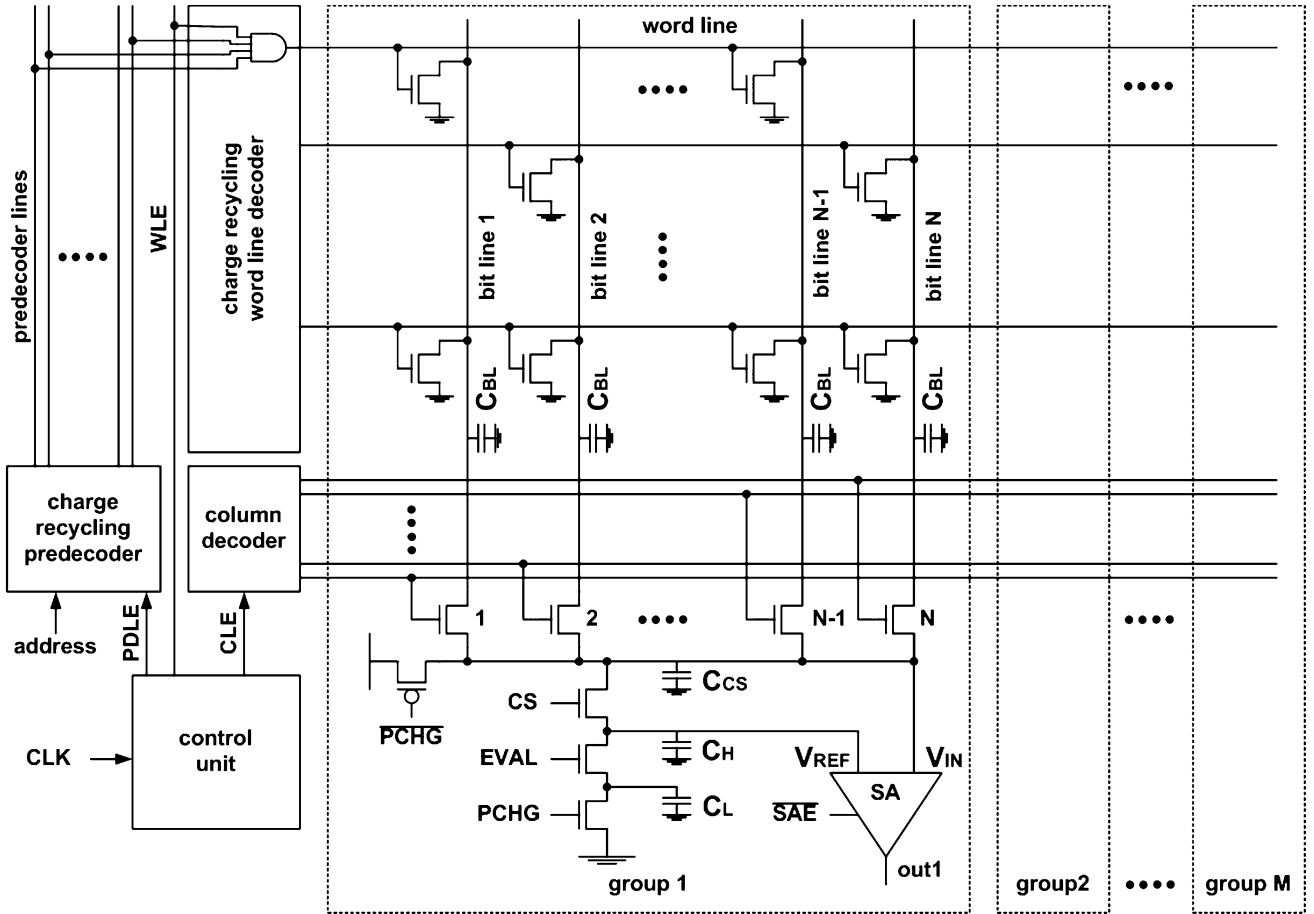 word line
predecoder lines
WLE
charge recycling
word line decoder
bit line 1
bit line 2
bit line N-1
bit line N
CBL
CBL
CBL
CBL
charge
recycling
predecoder
column
decoder
address
PDLE
CLE
1
2
N-1
N
CCS
PCHG
CS
control
unit
CLK
EVAL
CH
VREF
VIN
SA
PCHG
CL
SAE
out1
group 1
group2
group M